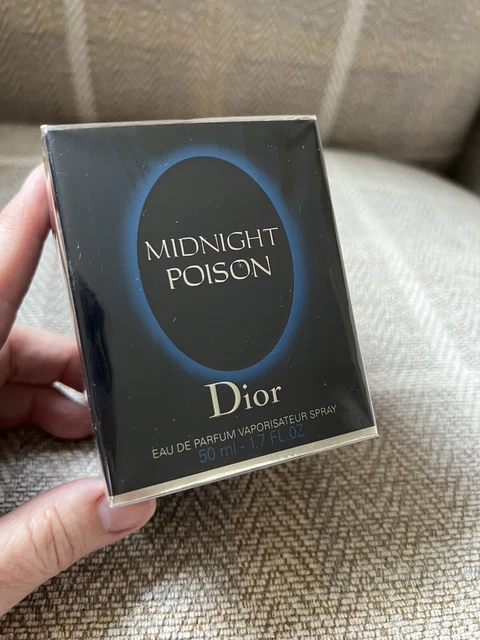 MIDNIGHT
POISON
Dior
EAU DE PARFUM VAPORISATEUR SPRAY
50 ml - 1.7 FL.OZ